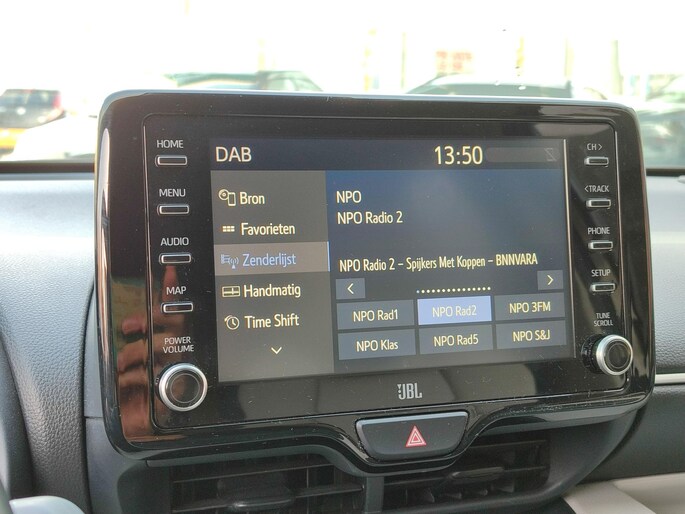 HOME
MENU
AUDIO
MAP
POWER
VOLUME
DAB
13:50
Bron
Favorieten
Zenderlijst
Handmatig
Time Shift
NPO
NPO Radio 2
NPO Radio 2 – Spijkers Met Koppen – BNNVARA
<
>
NPO Rad1
NPO Rad2
NPO 3FM
NPO Klas
NPO Rad5
NPO S&J
CH >
< TRACK
PHONE
SETUP
TUNE
SCROLL
JBL